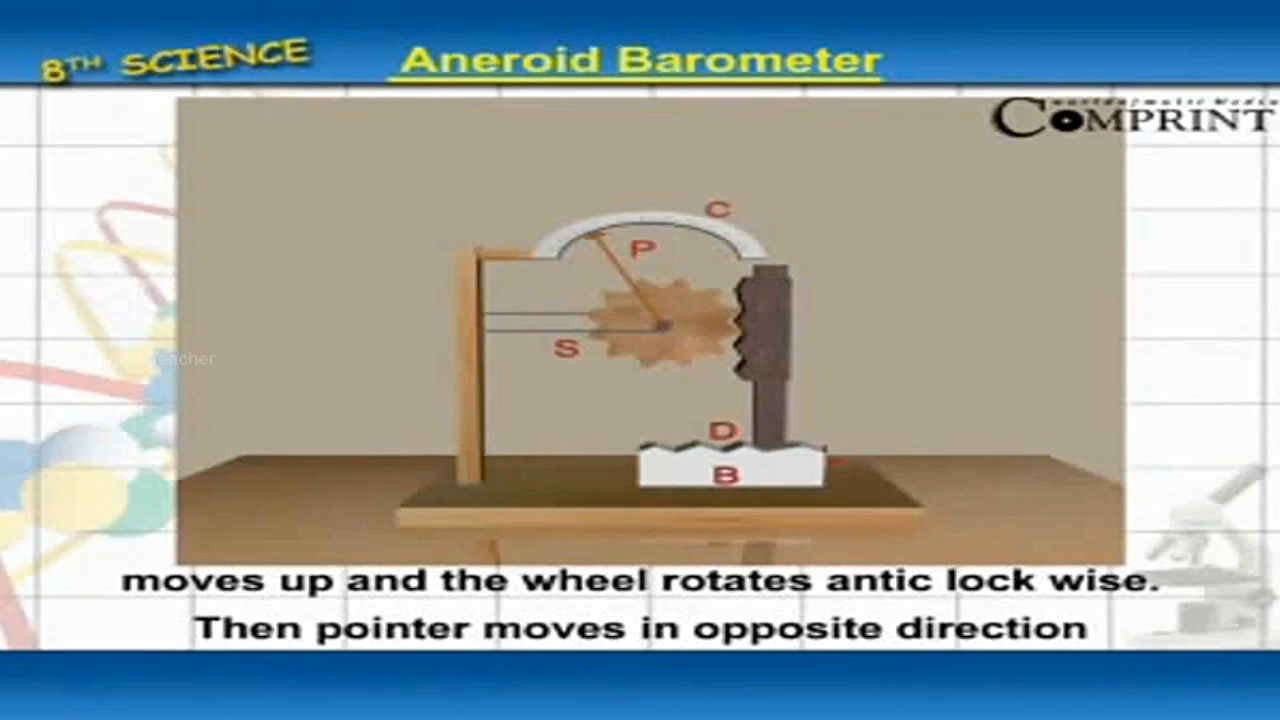 8TH SCIENCE
Aneroid Barometer
COMPRINT
C
P
S
Teacher
D
B
moves up and the wheel rotates antic lock wise.
Then pointer moves in opposite direction